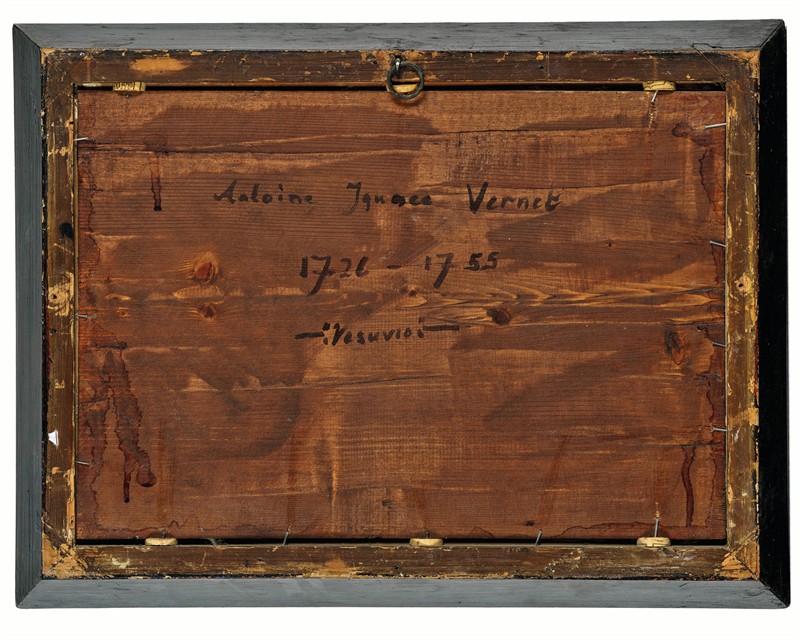 Antoine Ignace Vernet
1726 - 1755
-:Vesuvio:-